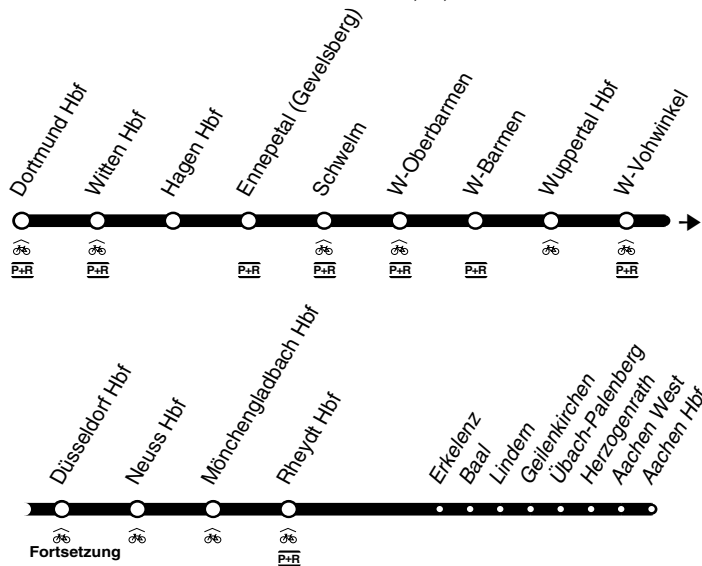 Dortmund Hbf
Witten Hbf
Hagen Hbf
Ennepetal (Gevelsberg)
Schwelm
W-Oberbarmen
W-Barmen
Wuppertal Hbf
W-Vohwinkel
P+R
P+R
P+R
P+R
P+R
P+R
P+R
Düsseldorf Hbf
Neuss Hbf
Mönchengladbach Hbf
Rheydt Hbf
Erkelenz
Baal
Lindern
Geilenkirchen
Übach-Palenberg
Herzogenrath
Aachen West
Aachen Hbf
Fortsetzung
P+R